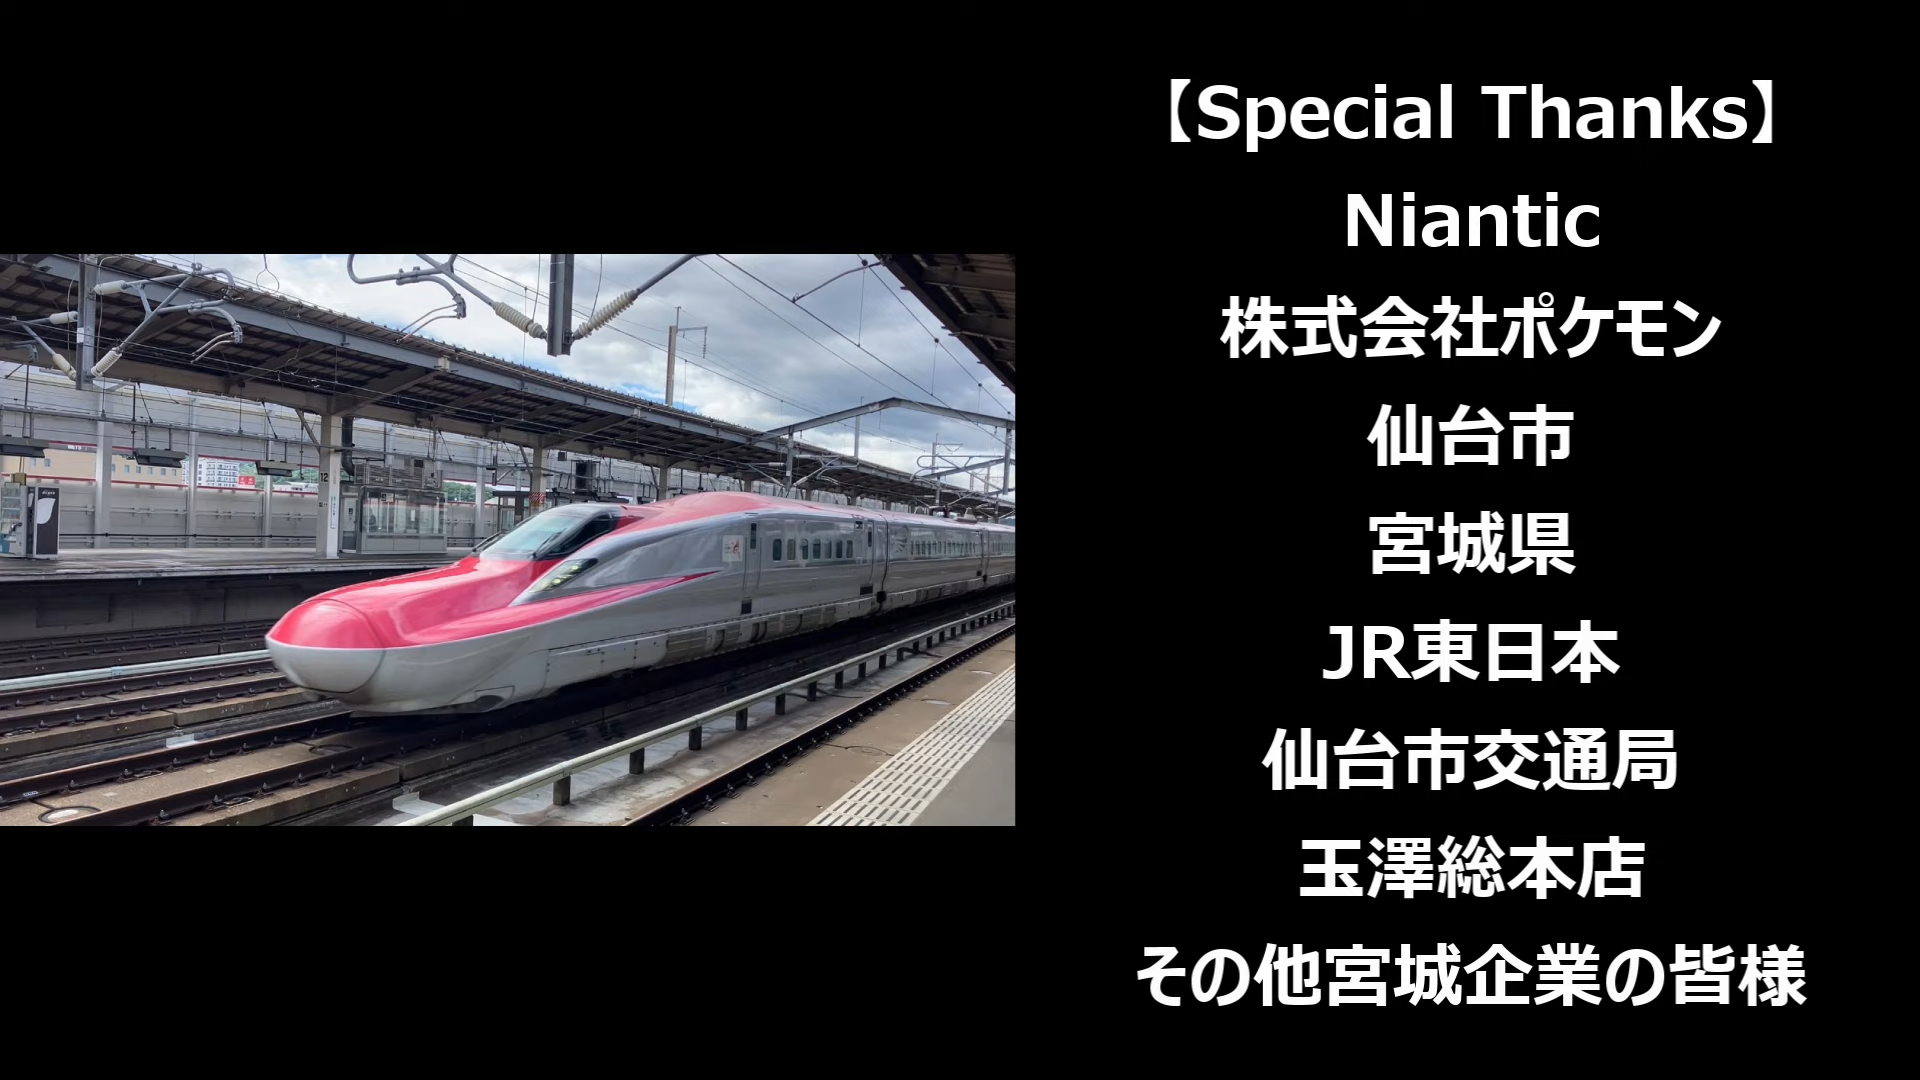 【Special Thanks】
Niantic
株式会社ポケモン
仙台市
宮城県
JR東日本
仙台市交通局
玉澤総本店
その他宮城企業の皆様
12